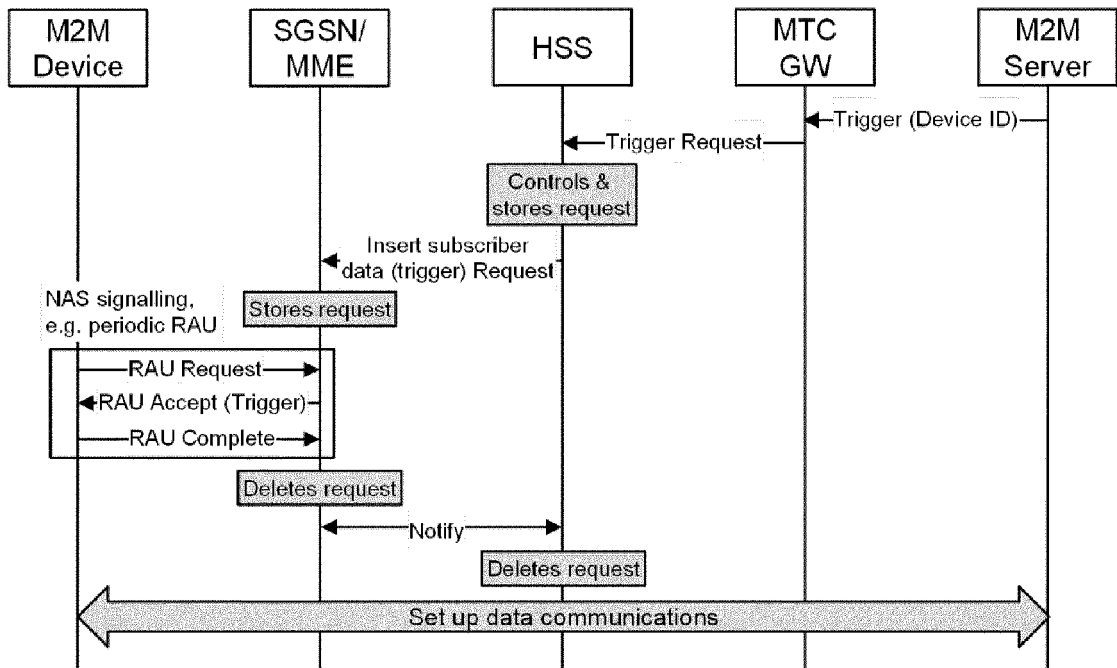 M2M
Device
SGSN/
MME
HSS
MTC
GW
M2M
Server
Trigger (Device ID)
Trigger Request
Controls &
stores request
Insert subscriber
data (trigger) Request
NAS signalling,
e.g. periodic RAU
Stores request
RAU Request
RAU Accept (Trigger)
RAU Complete
Deletes request
Notify
Deletes request
Set up data communications